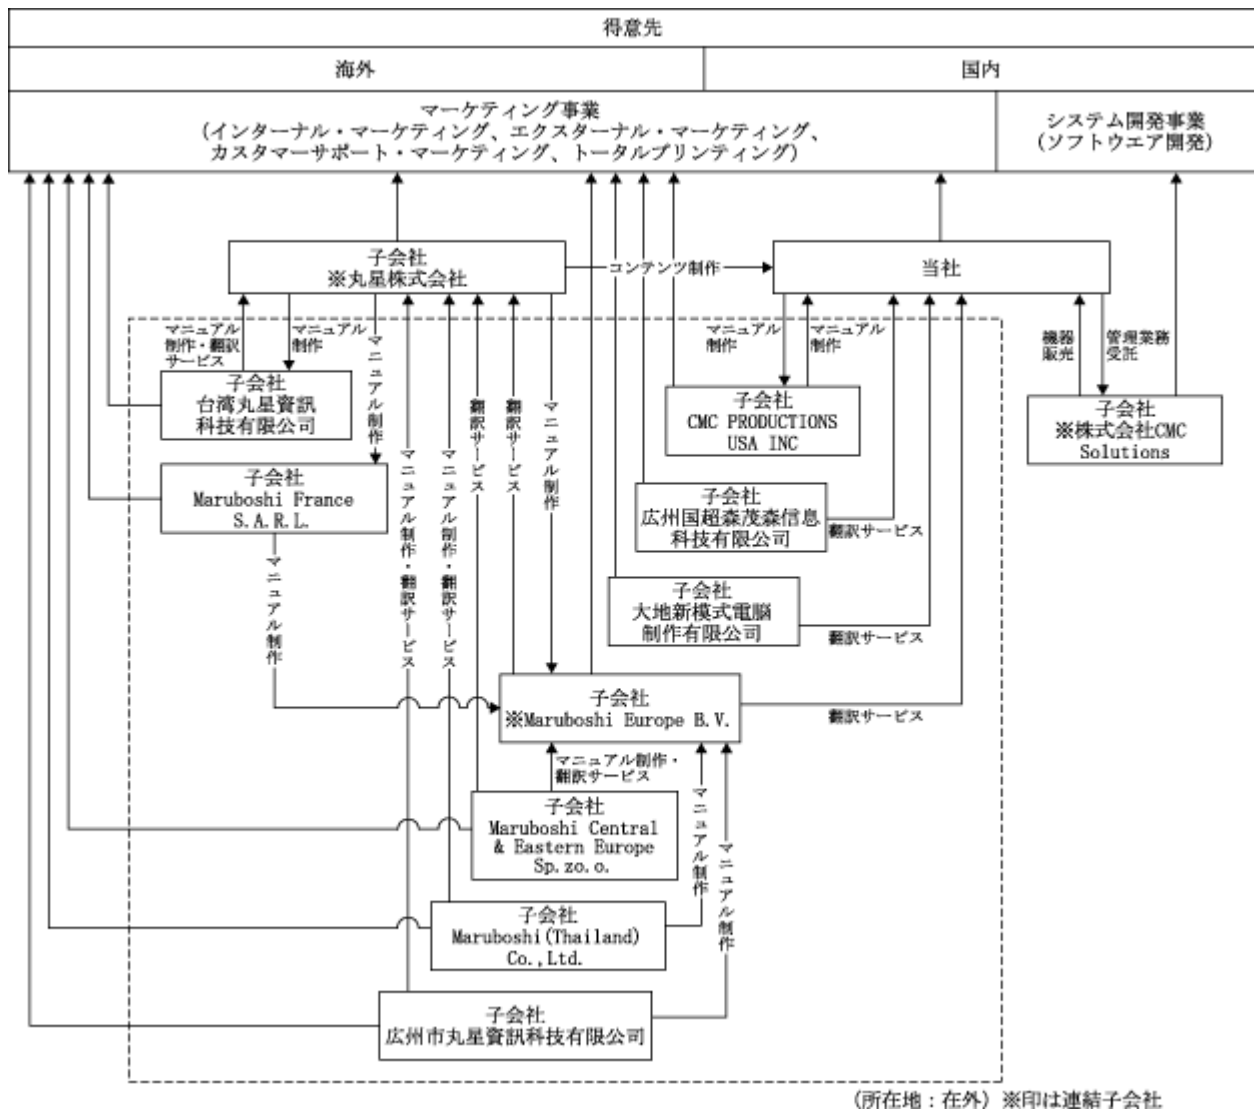 得意先
海外
国内
マーケティング事業
(インターナル・マーケティング、エクスターナル・マーケティング、
カスタマーサポート・マーケティング、トータルプリンティング)
システム開発事業
(ソフトウエア開発)
子会社
※丸星株式会社
コンテンツ制作
当社
マニュアル
制作・翻訳
サービス
マニュアル
制作
マニュアル制作
マニュアル制作・翻訳サービス
マニュアル制作・翻訳サービス
翻訳サービス
翻訳サービス
マニュアル制作
マニュアル
制作
マニュアル
制作
機器
販売
管理業務
受託
子会社
台湾丸星資訊
科技有限公司
子会社
CMC PRODUCTIONS
USA INC
子会社
※株式会社CMC
Solutions
子会社
Maruboshi France
S.A.R.L.
マニュアル制作
子会社
広州国超森茂森信息
科技有限公司
翻訳サービス
子会社
大地新模式電脳
制作有限公司
翻訳サービス
子会社
※Maruboshi Europe B.V.
翻訳サービス
マニュアル制作・
翻訳サービス
マニュアル制作
マニュアル制作
子会社
Maruboshi Central
& Eastern Europe
Sp.zo.o.
子会社
Maruboshi(Thailand)
Co.,Ltd.
子会社
広州市丸星資訊科技有限公司
(所在地:在外) ※印は連結子会社